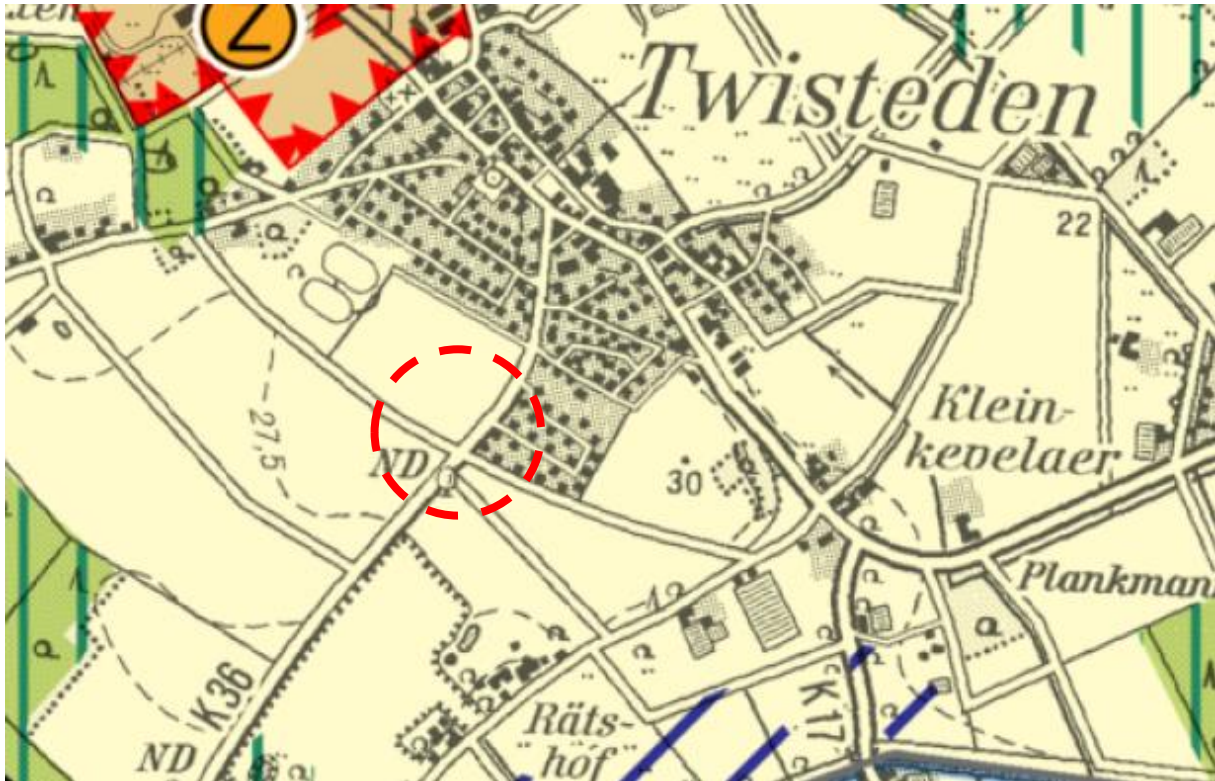 Z
Twisteden
22
27,5
Klein-
kevelaer
ND
30
Plankman
K36
K17
Räts-
hof
ND